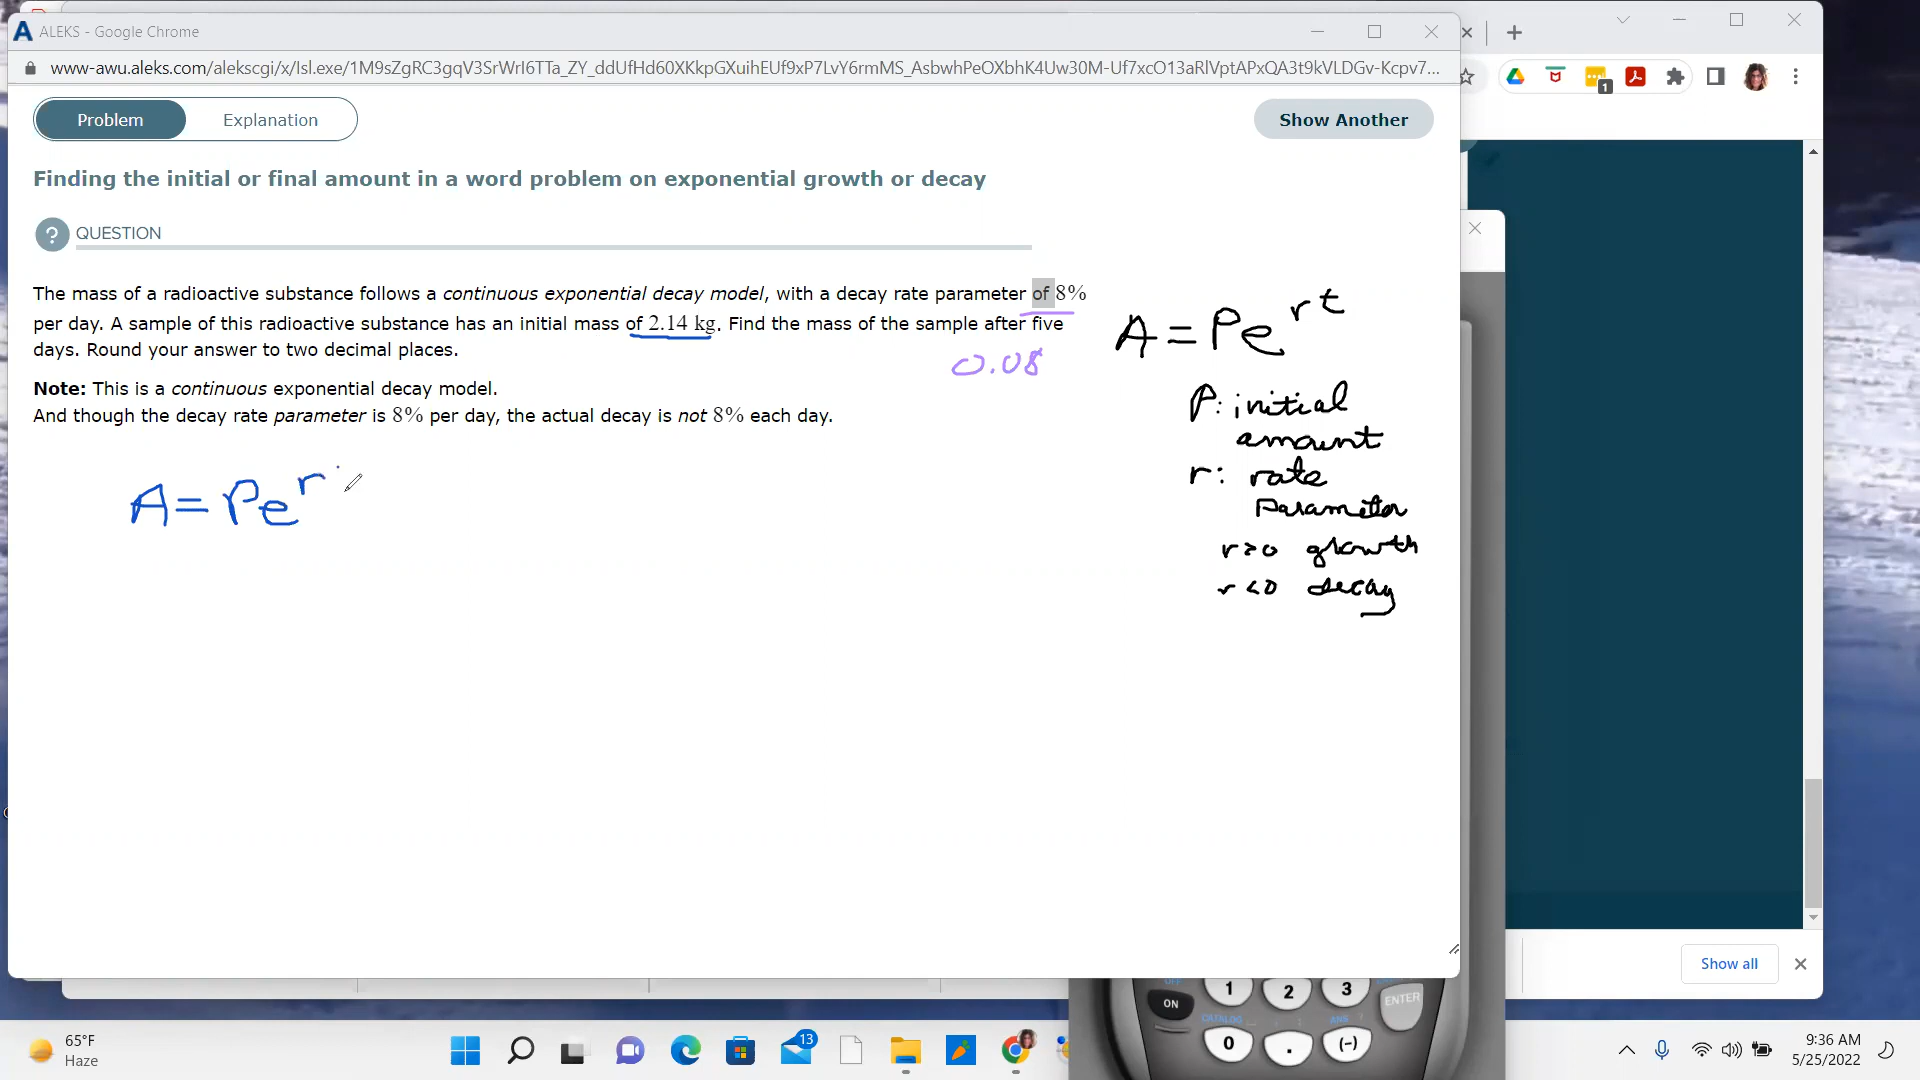 ALEKS - Google Chrome
www-awu.aleks.com/alekscgi/x/Isl.exe/1M9sZgRC3gqV3SrWrI6TTa_ZY_ddUfHd60XKkpGXuihEUf9xP7LvY6rmMS_AsbwhPeOXbhK4Uw30M-Uf7xcO13aRlVptAPxQA3t9kVLDGv-Kcpv7...
1
Problem
Explanation
Show Another
Finding the initial or final amount in a word problem on exponential growth or decay
? QUESTION
The mass of a radioactive substance follows a continuous exponential decay model, with a decay rate parameter of 8%
per day. A sample of this radioactive substance has an initial mass of 2.14 kg. Find the mass of the sample after five
days. Round your answer to two decimal places.
0.08
Note: This is a continuous exponential decay model.
And though the decay rate parameter is 8% per day, the actual decay is not 8% each day.
A = Pe^r
A = Pe^rt
P: initial
amount
r: rate
Parameter
r>0 growth
r<0 decay
Show all
ON
1
2
3
ENTER
CATALOG
ANS
0
.
(-)
65°F
Haze
13
9:36 AM
5/25/2022